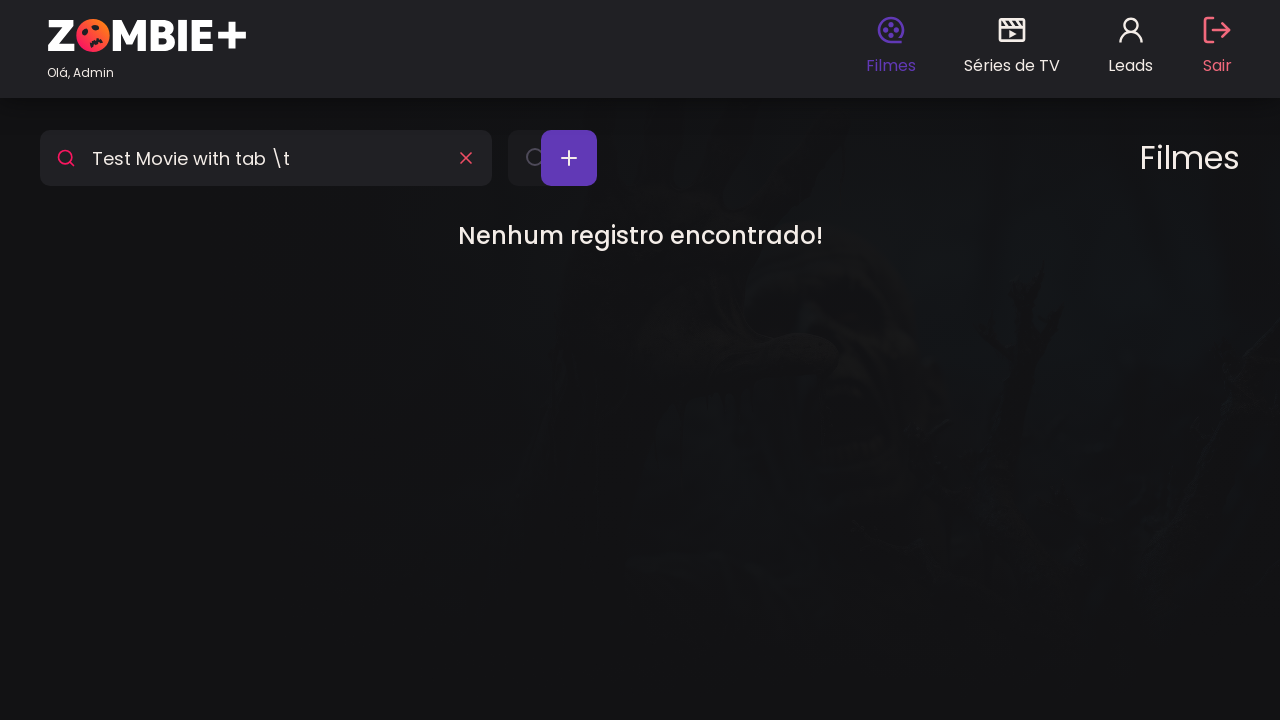 ZOMBIE+
Olá, Admin
Filmes
Séries de TV
Leads
Sair
Test Movie with tab \t
Filmes
Nenhum registro encontrado!